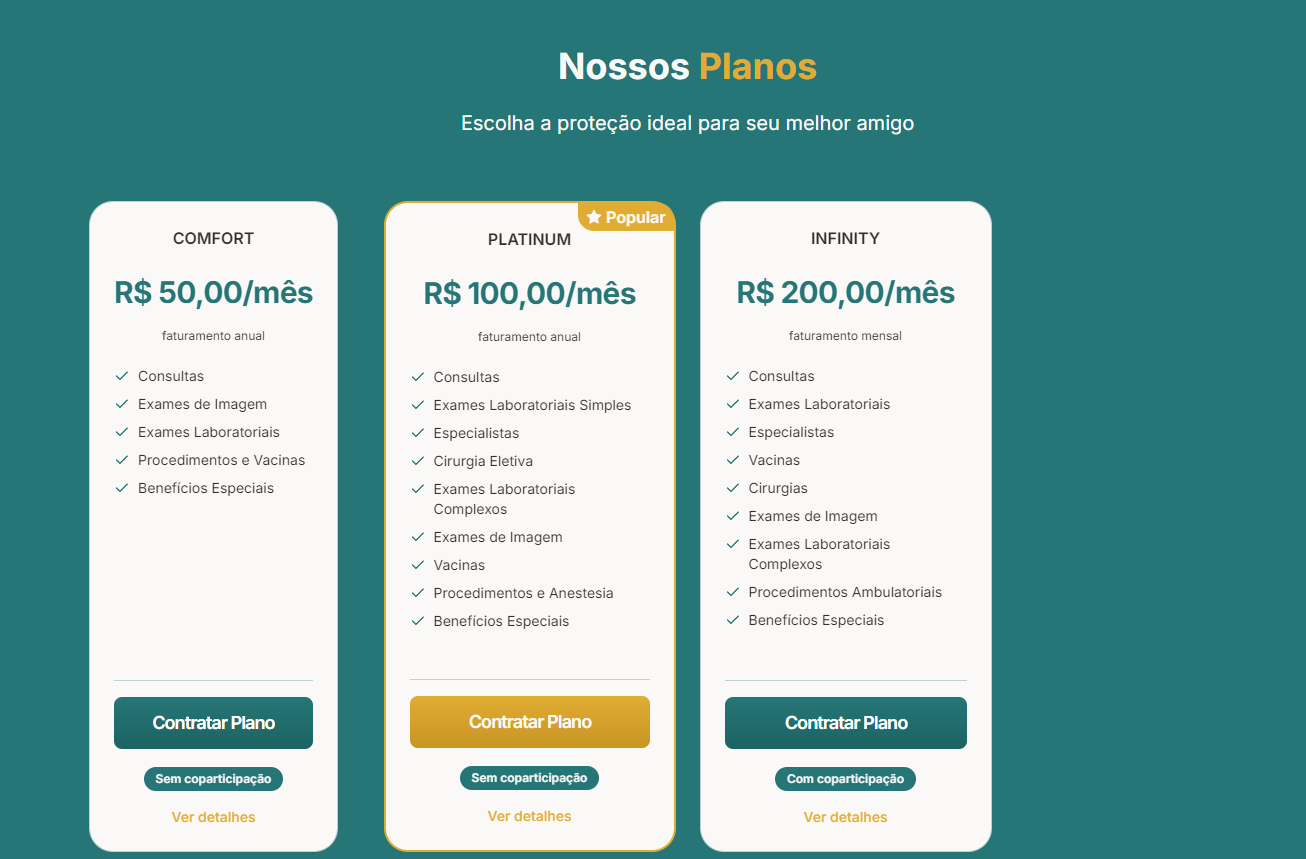 Nossos Planos
Escolha a proteção ideal para seu melhor amigo
COMFORT
R$ 50,00/mês
faturamento anual
Consultas
Exames de Imagem
Exames Laboratoriais
Procedimentos e Vacinas
Benefícios Especiais
Contratar Plano
Sem coparticipação
Ver detalhes
Popular
PLATINUM
R$ 100,00/mês
faturamento anual
Consultas
Exames Laboratoriais Simples
Especialistas
Cirurgia Eletiva
Exames Laboratoriais
Complexos
Exames de Imagem
Vacinas
Procedimentos e Anestesia
Benefícios Especiais
Contratar Plano
Sem coparticipação
Ver detalhes
INFINITY
R$ 200,00/mês
faturamento mensal
Consultas
Exames Laboratoriais
Especialistas
Vacinas
Cirurgias
Exames de Imagem
Exames Laboratoriais
Complexos
Procedimentos Ambulatoriais
Benefícios Especiais
Contratar Plano
Com coparticipação
Ver detalhes